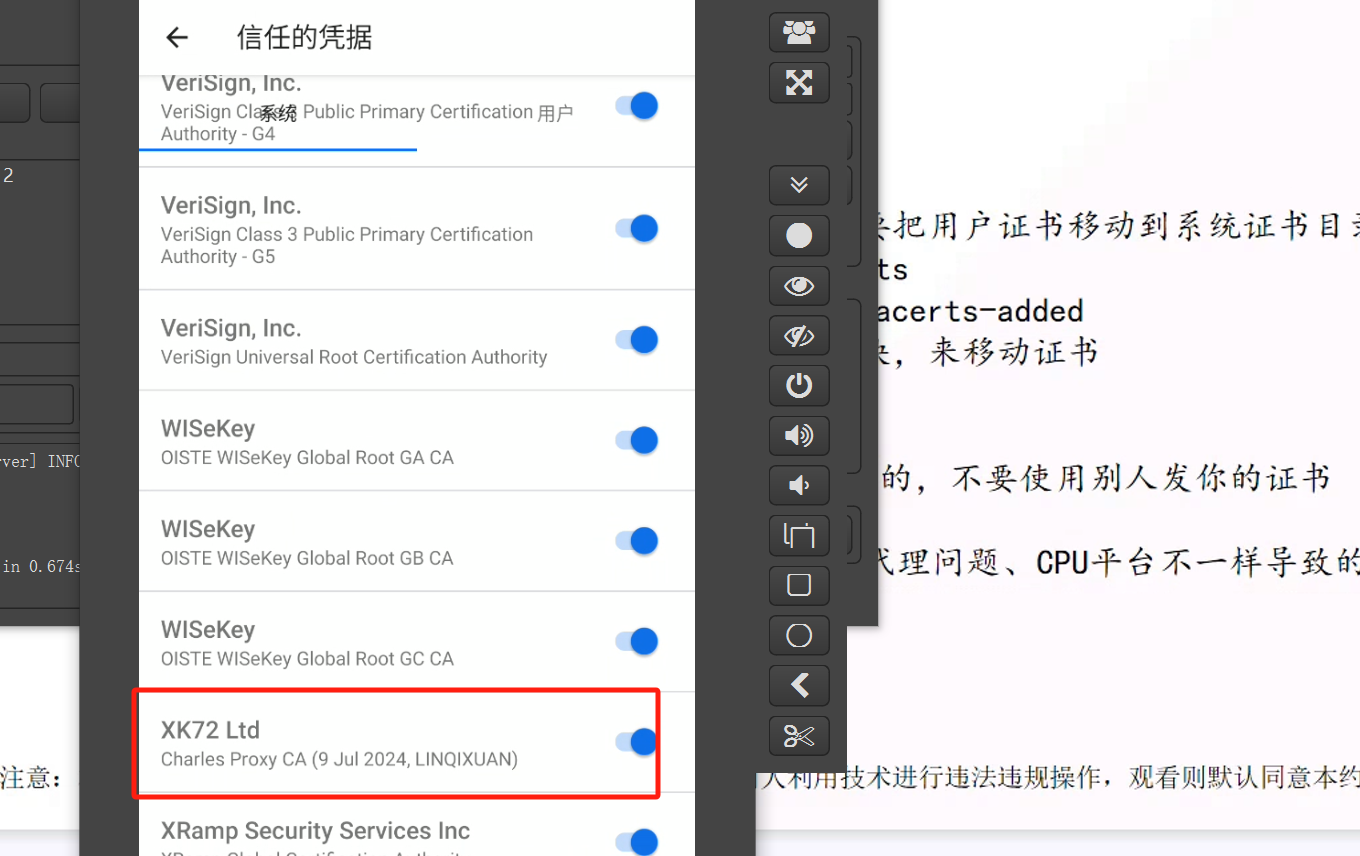 信任的凭据
VeriSign, Inc.
VeriSign Class 3 Public Primary Certification
Authority - G4
系统
用户
VeriSign, Inc.
VeriSign Class 3 Public Primary Certification
Authority - G5
VeriSign, Inc.
VeriSign Universal Root Certification Authority
WISeKey
OISTE WISeKey Global Root GA CA
WISeKey
OISTE WISeKey Global Root GB CA
WISeKey
OISTE WISeKey Global Root GC CA
XK72 Ltd
Charles Proxy CA (9 Jul 2024, LINQIXUAN)
XRamp Security Services Inc
2
rver] INFO
in 0.674s
把用户证书移动到系统证书目录
ts
acerts-added
，来移动证书
的，不要使用别人发你的证书
代理问题、CPU平台不一样导致的
注意：
人利用技术进行违法违规操作，观看则默认同意本约